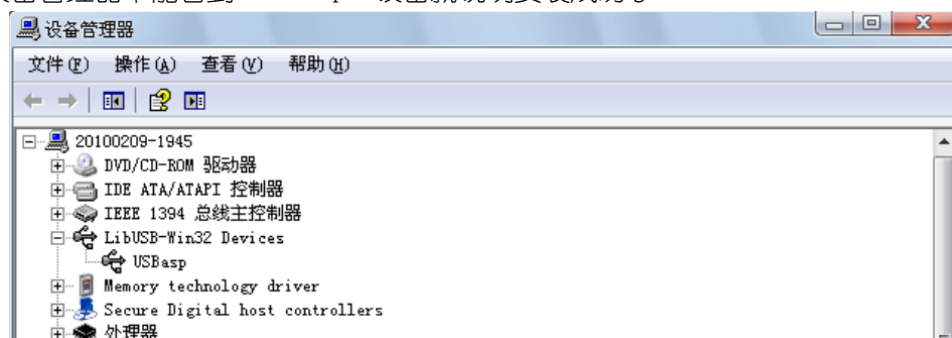 设备管理器
文件(F) 操作(A) 查看(V) 帮助(H)
20100209-1945
DVD/CD-ROM 驱动器
IDE ATA/ATAPI 控制器
IEEE 1394 总线主控制器
LibUSB-Win32 Devices
USBasp
Memory technology driver
Secure Digital host controllers
处理器